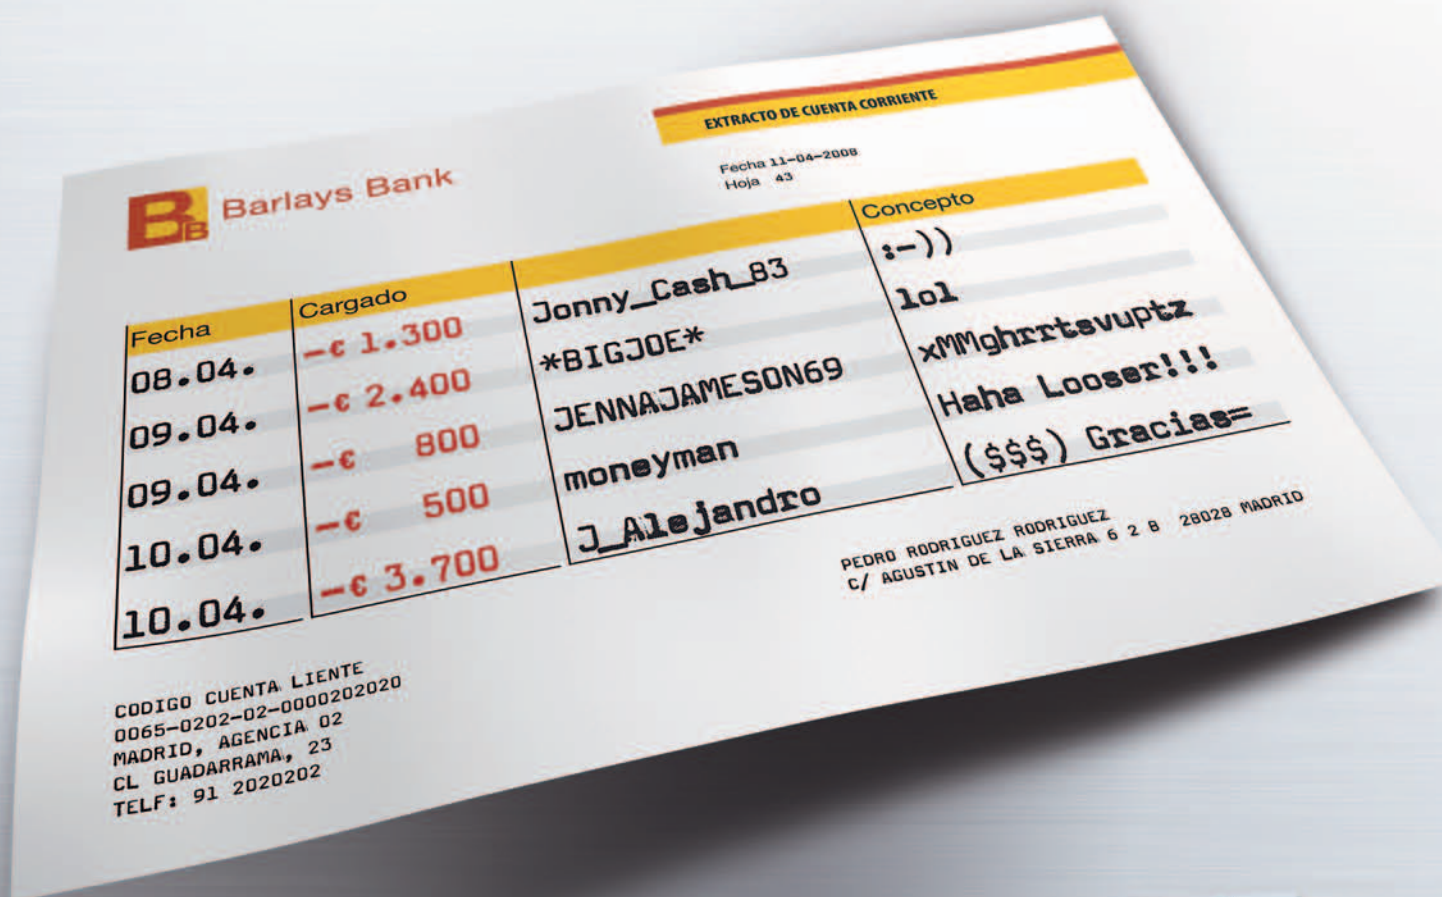 EXTRACTO DE CUENTA CORRIENTE
Fecha 11-04-2008
Hoja 43
B
B
Barlays Bank
Fecha Cargado Concepto
08.04. -€ 1.300 Jonny_Cash_83 :-))
09.04. -€ 2.400 *BIGJOE* lol
09.04. -€ 800 JENNAJAMESON69 xMMghrrtsvuptz
10.04. -€ 500 moneyman Haha Looser!!!
10.04. -€ 3.700 J_Alejandro ($$$) Gracias=
PEDRO RODRIGUEZ RODRIGUEZ
C/ AGUSTIN DE LA SIERRA 6 2 B 28028 MADRID
CODIGO CUENTA LIENTE
0065-0202-02-0000202020
MADRID, AGENCIA 02
CL GUADARRAMA, 23
TELF: 91 2020202